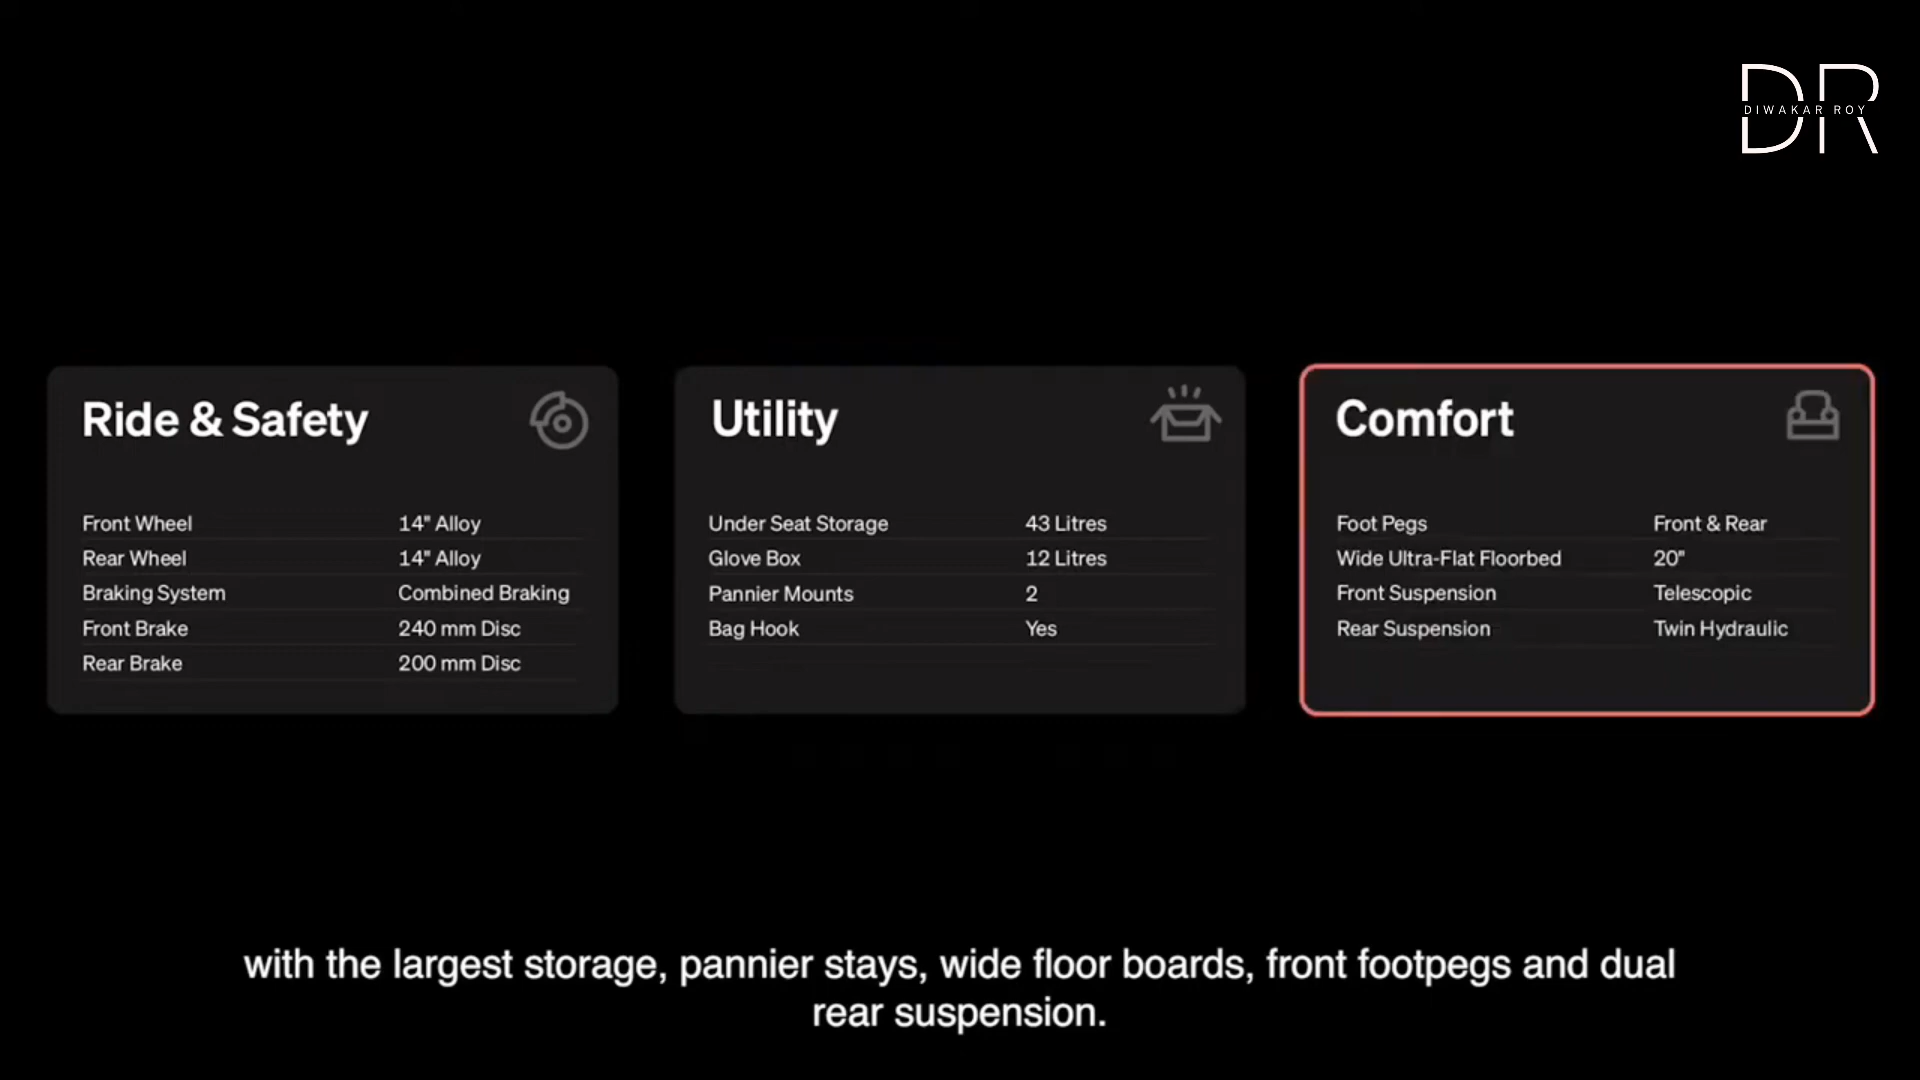 DR
DIWAKAR ROY
Ride & Safety
Front Wheel 14" Alloy
Rear Wheel 14" Alloy
Braking System Combined Braking
Front Brake 240 mm Disc
Rear Brake 200 mm Disc
Utility
Under Seat Storage 43 Litres
Glove Box 12 Litres
Pannier Mounts 2
Bag Hook Yes
Comfort
Foot Pegs Front & Rear
Wide Ultra-Flat Floorbed 20"
Front Suspension Telescopic
Rear Suspension Twin Hydraulic
with the largest storage, pannier stays, wide floor boards, front footpegs and dual
rear suspension.